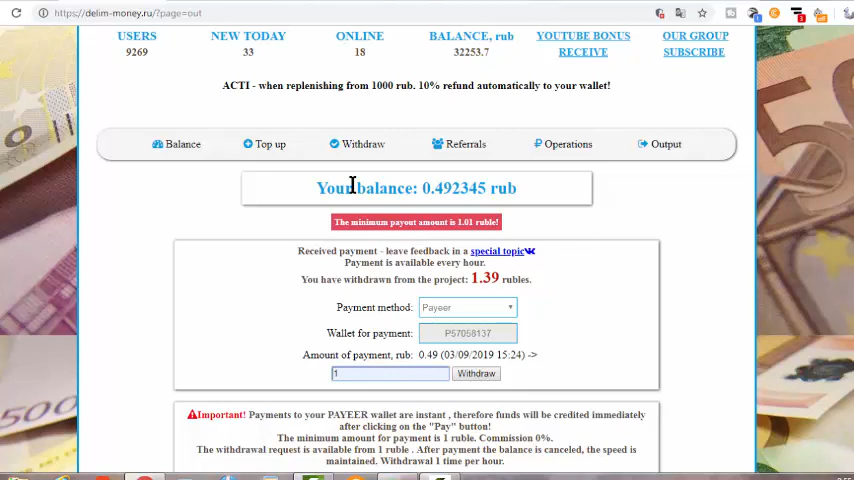 https://delim-money.ru/?page=out
USERS NEW TODAY ONLINE BALANCE, rub YOUTUBE BONUS OUR GROUP
9269 33 18 32253.7 RECEIVE SUBSCRIBE
ACTI - when replenishing from 1000 rub. 10% refund automatically to your wallet!
Balance Top up Withdraw Referrals Operations Output
Your balance: 0.492345 rub
The minimum payout amount is 1.01 ruble!
Received payment - leave feedback in a special topic
Payment is available every hour.
You have withdrawn from the project: 1.39 rubles.
Payment method: Payeer
Wallet for payment: P57058137
Amount of payment, rub: 0.49 (03/09/2019 15:24) ->
1 Withdraw
Important! Payments to your PAYEER wallet are instant , therefore funds will be credited immediately
after clicking on the "Pay" button!
The minimum amount for payment is 1 ruble. Commission 0%.
The withdrawal request is available from 1 ruble . After payment the balance is canceled, the speed is
maintained. Withdrawal 1 time per hour.